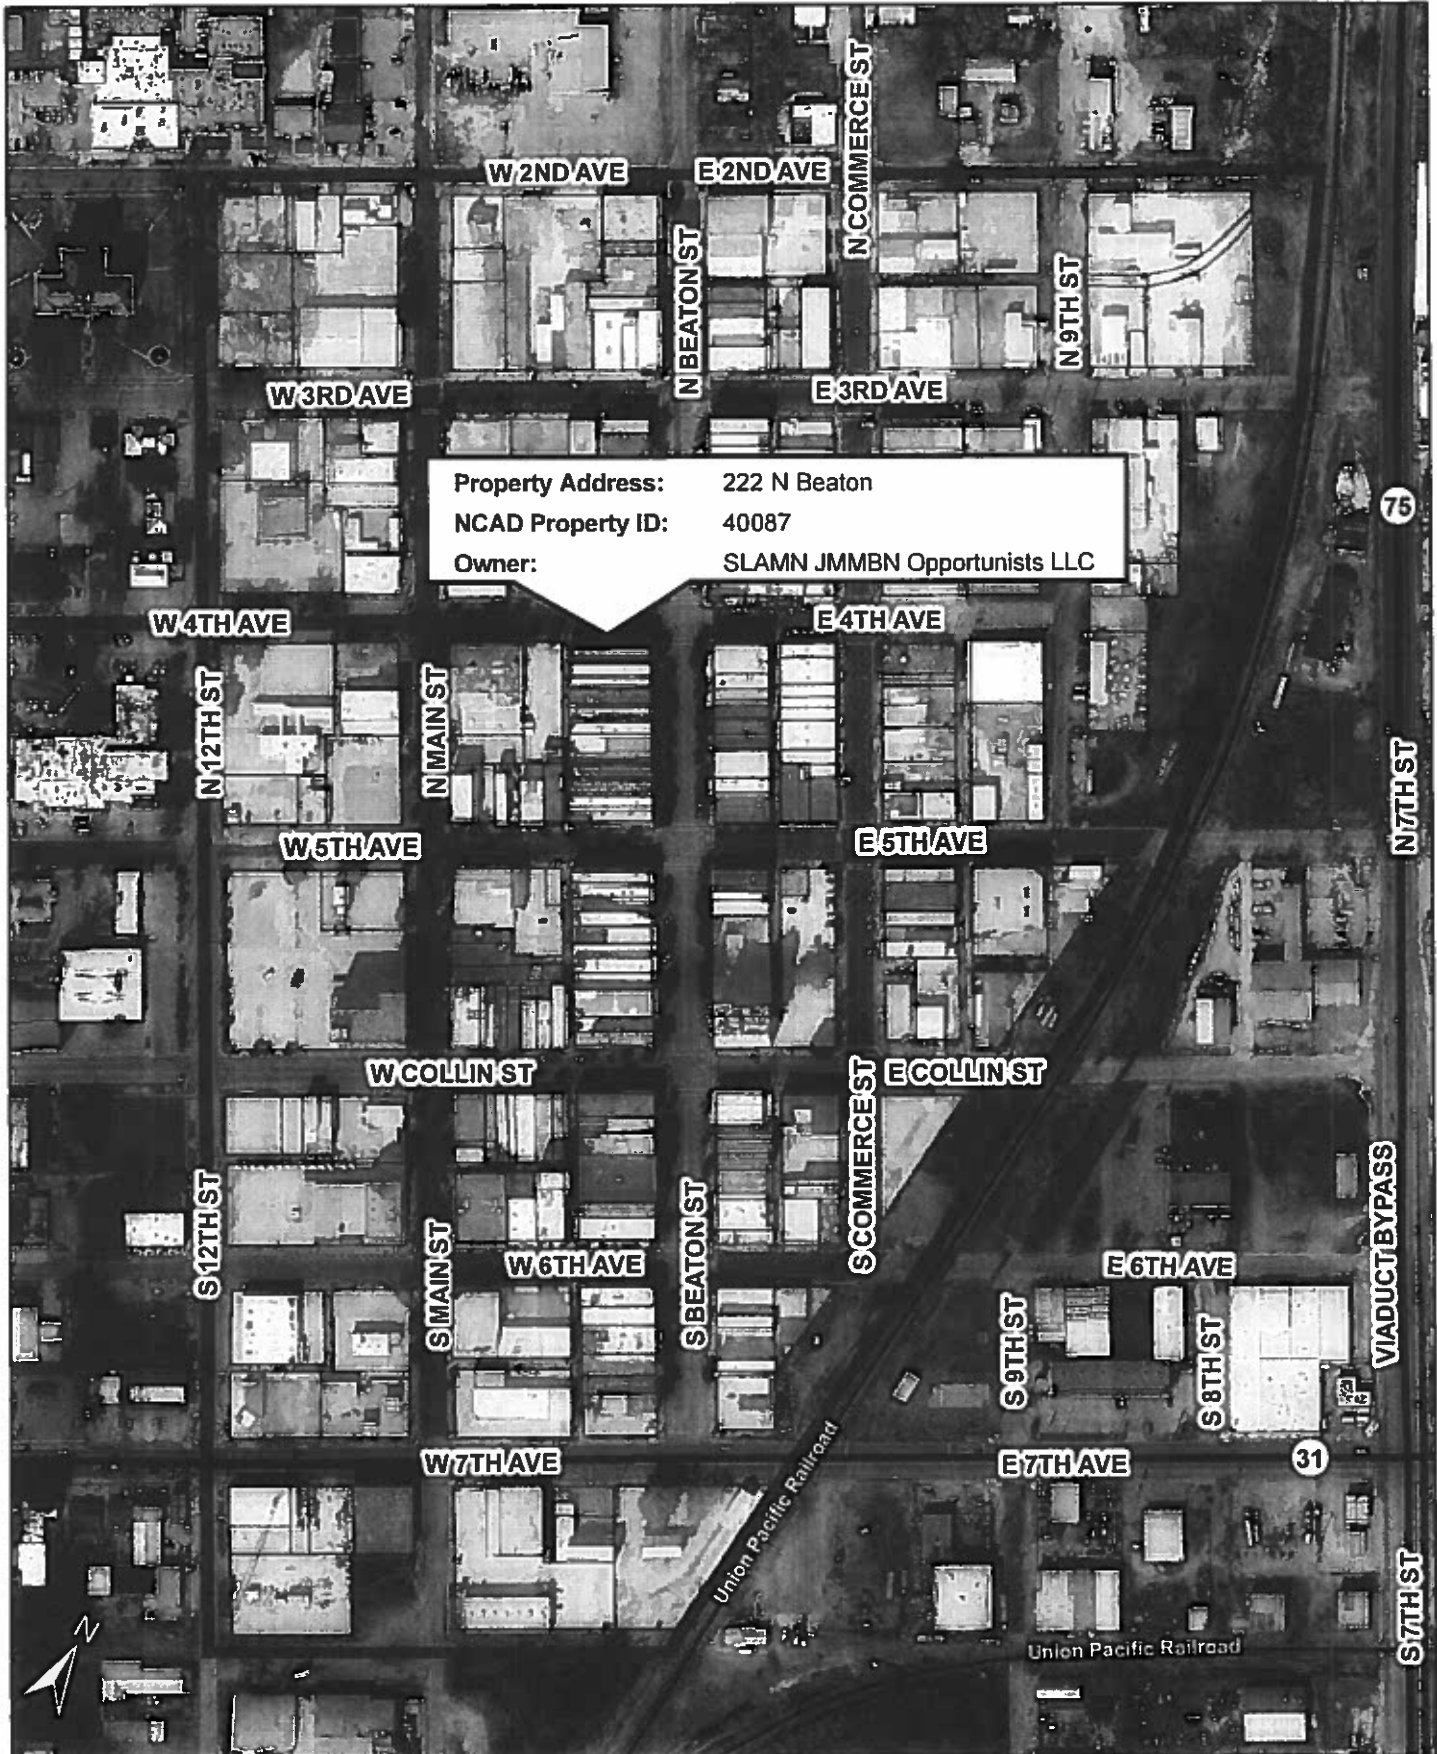 W 2ND AVE
E 2ND AVE
N COMMERCE ST
N BEATON ST
N 9TH ST
W 3RD AVE
E 3RD AVE
Property Address: 222 N Beaton
NCAD Property ID: 40087
Owner: SLAMN JMMBN Opportunists LLC
75
W 4TH AVE
E 4TH AVE
N 12TH ST
N MAIN ST
N 7TH ST
W 5TH AVE
E 5TH AVE
W COLLIN ST
E COLLIN ST
S COMMERCE ST
S 12TH ST
S MAIN ST
S BEATON ST
W 6TH AVE
E 6TH AVE
VIADUCT BYPASS
S 9TH ST
S 8TH ST
W 7TH AVE
E 7TH AVE
31
Union Pacific Railroad
S 7TH ST
N
Union Pacific Railroad